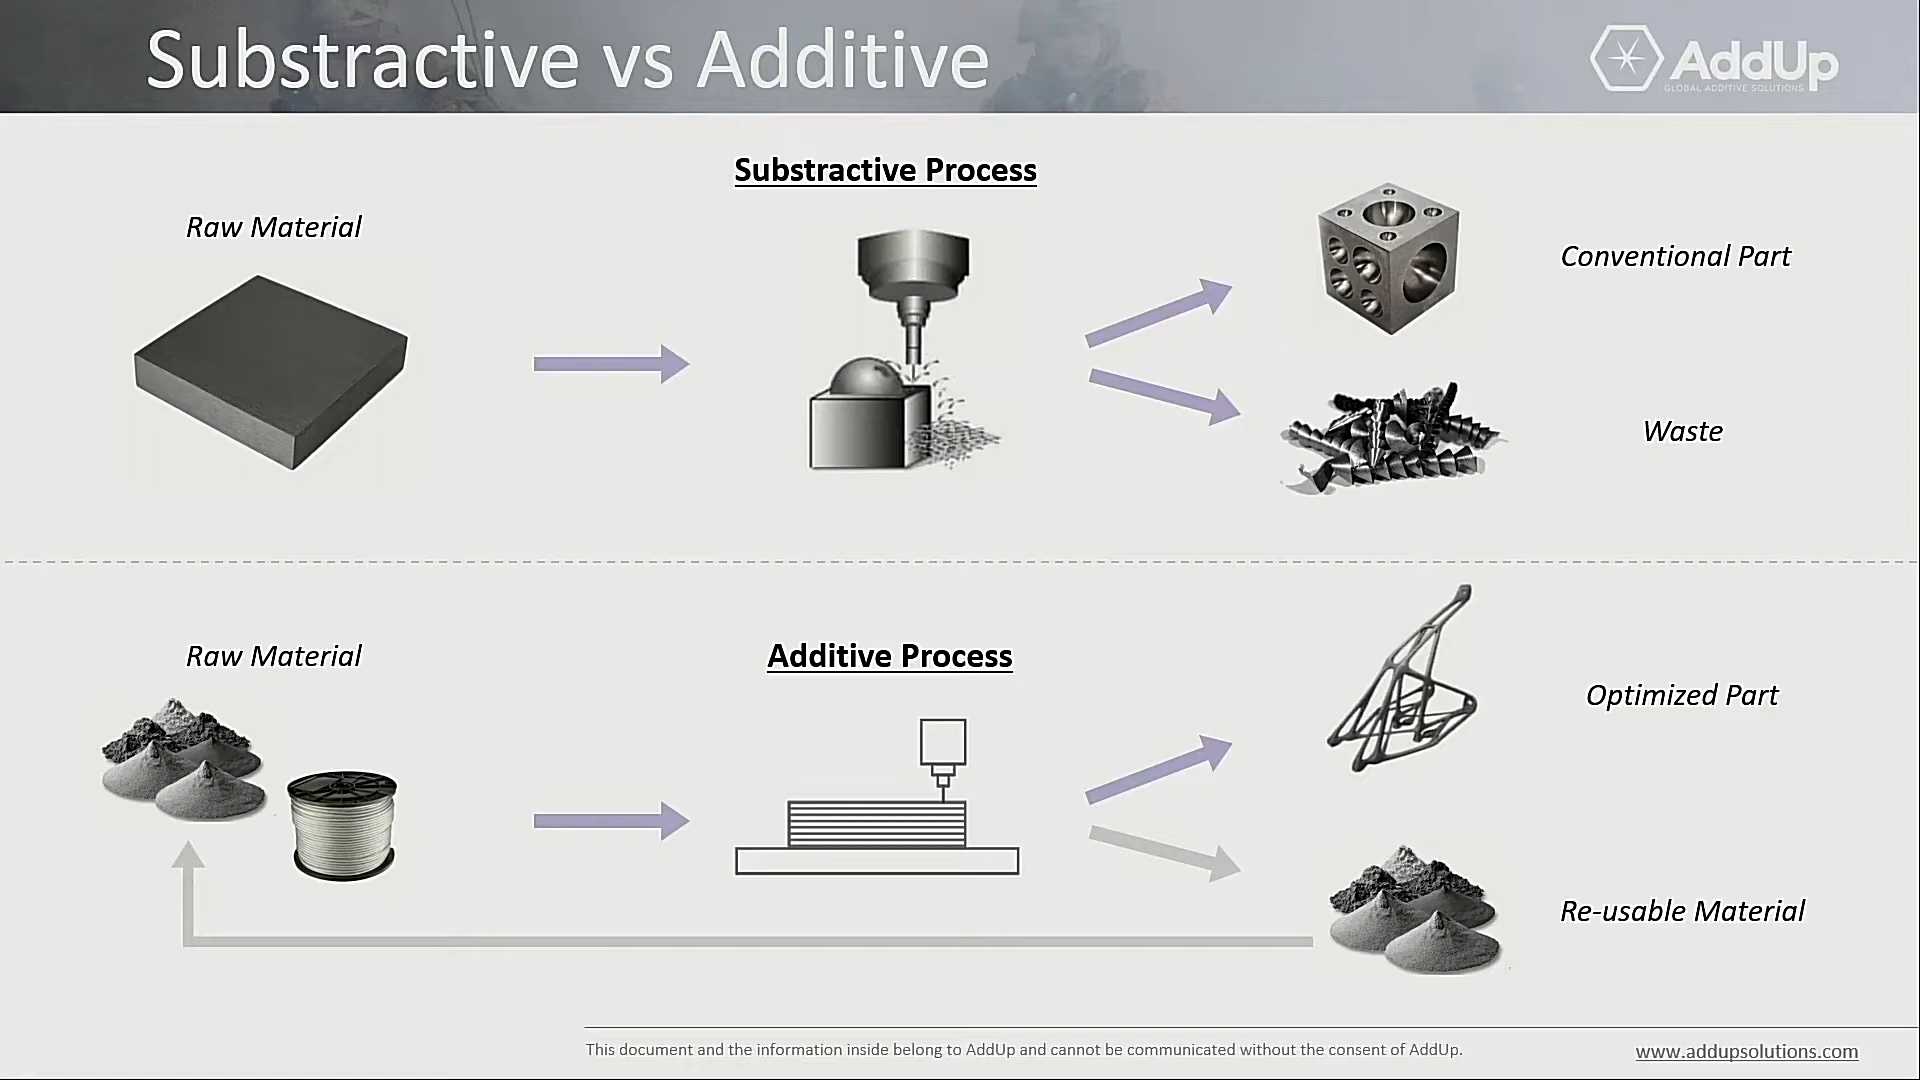 Substractive vs Additive
AddUp
GLOBAL ADDITIVE SOLUTIONS
Substractive Process
Raw Material
Conventional Part
Waste
Raw Material
Additive Process
Optimized Part
Re-usable Material
This document and the information inside belong to AddUp and cannot be communicated without the consent of AddUp.
www.addupsolutions.com